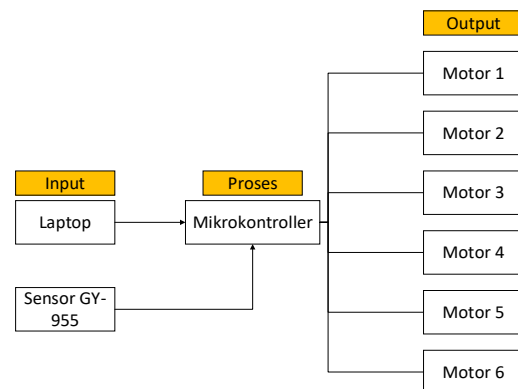 Output
Motor 1
Motor 2
Input
Proses
Motor 3
Laptop
Mikrokontroller
Motor 4
Sensor GY-
955
Motor 5
Motor 6